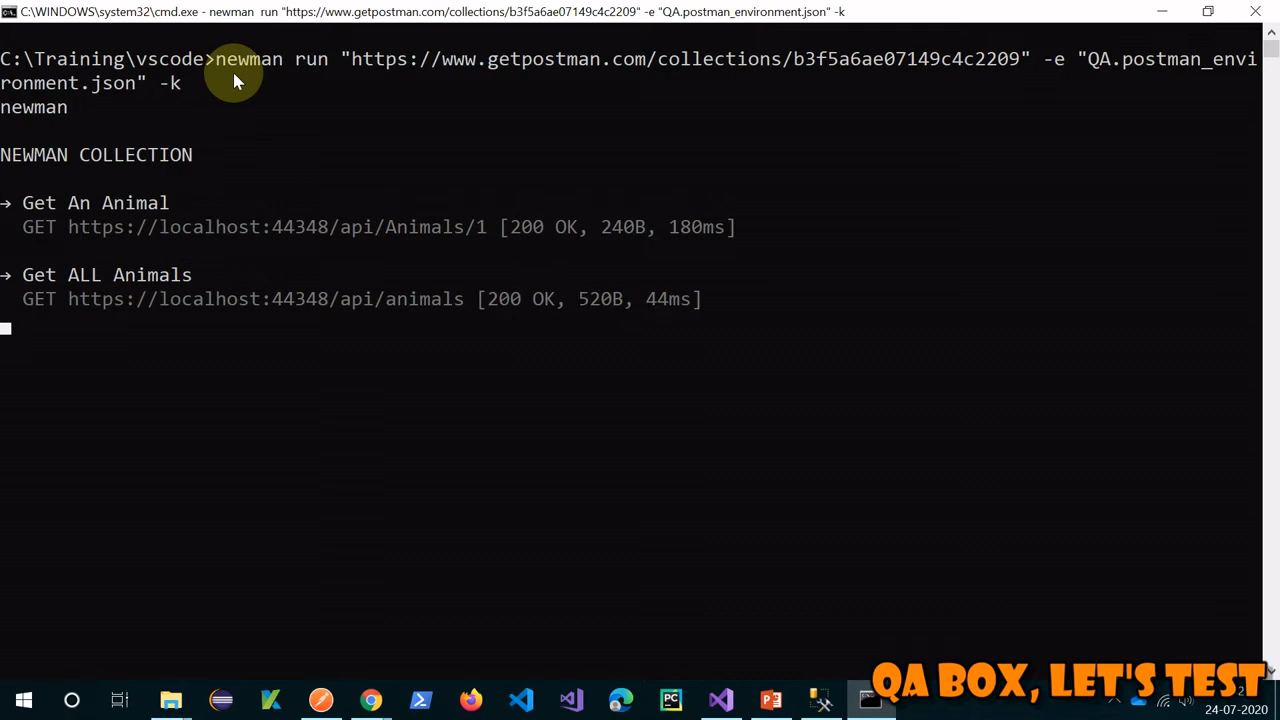 C:\WINDOWS\system32\cmd.exe - newman run "https://www.getpostman.com/collections/b3f5a6ae07149c4c2209" -e "QA.postman_environment.json" -k
C:\Training\vscode>newman run "https://www.getpostman.com/collections/b3f5a6ae07149c4c2209" -e "QA.postman_envi
ronment.json" -k
newman
NEWMAN COLLECTION
→ Get An Animal
GET https://localhost:44348/api/Animals/1 [200 OK, 240B, 180ms]
→ Get ALL Animals
GET https://localhost:44348/api/animals [200 OK, 520B, 44ms]
QA BOX, LET'S TEST
24-07-2020